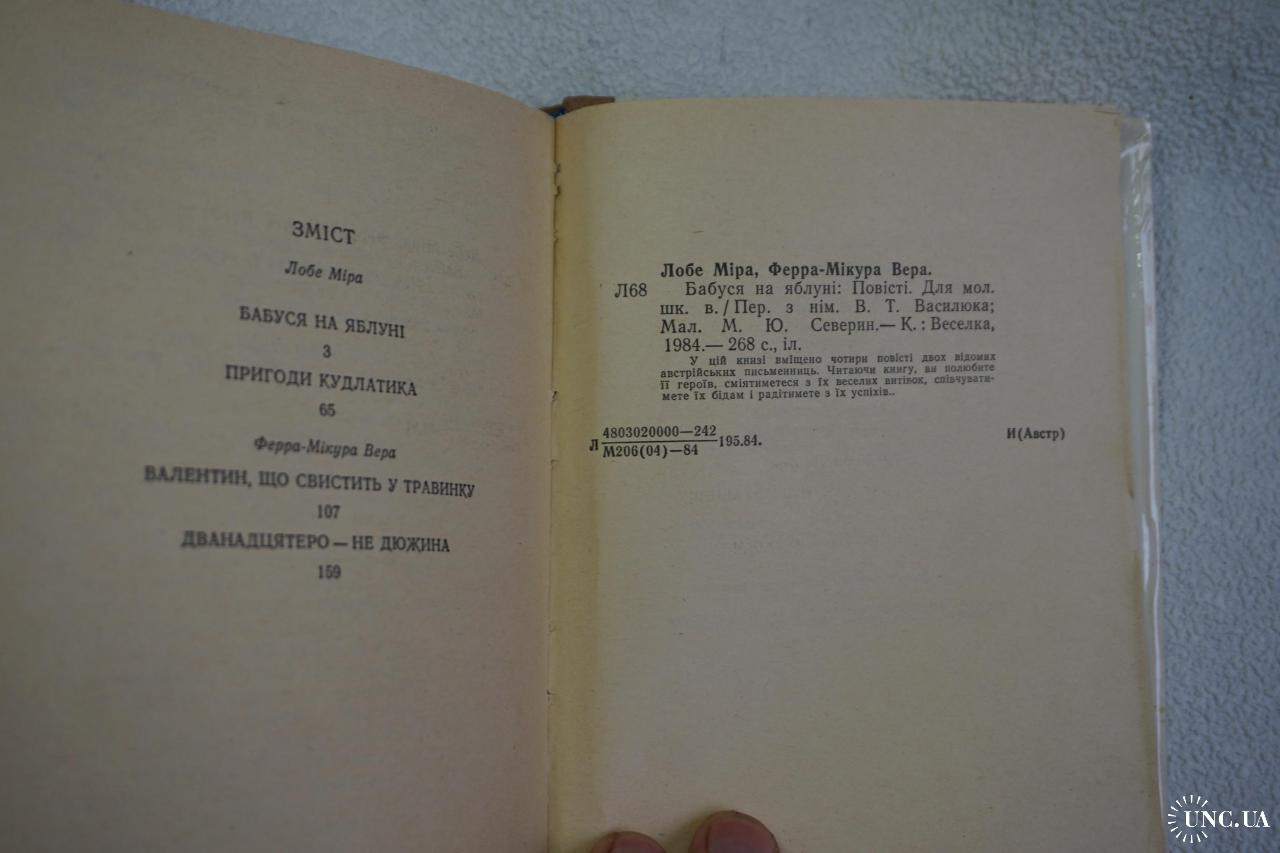 ЗМІСТ
Лобе Міра
БАБУСЯ НА ЯБЛУНІ
3
ПРИГОДИ КУДЛАТИКА
65
Ферра-Мікура Вера
ВАЛЕНТИН, ЩО СВИСТИТЬ У ТРАВИНКУ
107
ДВАНАДЦЯТЕРО — НЕ ДЮЖИНА
159
Лобе Міра, Ферра-Мікура Вера.
Л68 Бабуся на яблуні: Повісті. Для мол.
шк. в. / Пер. з нім. В. Т. Василюка;
Мал. М. Ю. Северин.— К. : Веселка,
1984.— 268 с., іл.
У цій книзі вміщено чотири повісті двох відомих
австрійських письменниць. Читаючи книгу, ви полюбите
її героїв, сміятиметеся з їх веселих витівок, співчувати-
мете їх бідам і радітимете з їх успіхів..
Л 4803020000—242 195.84.
М206(04)—84
И(Австр)
UNC.UA